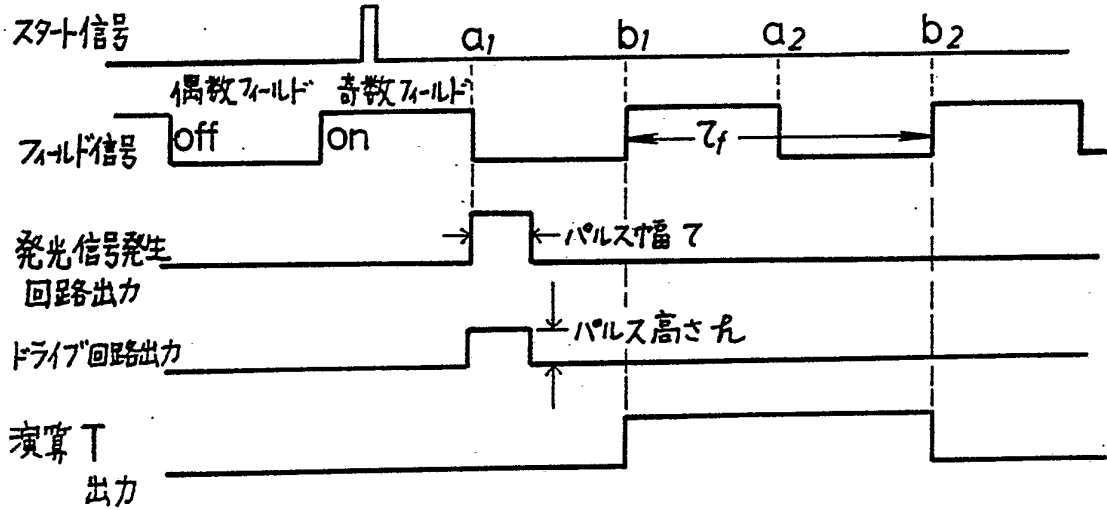 スタート信号
a1 b1 a2 b2
偶数フィールド 奇数フィールド
フィールド信号
off on τf
発光信号発生
回路出力
パルス幅 τ
ドライブ回路出力
パルス高さ h
演算 T
出力